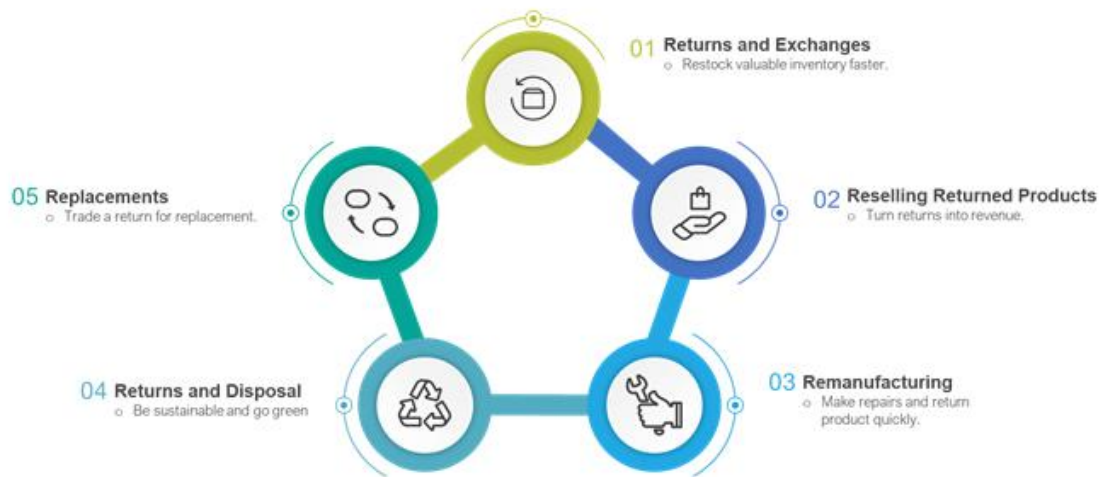 01 Returns and Exchanges
o Restock valuable inventory faster.
02 Reselling Returned Products
o Turn returns into revenue.
03 Remanufacturing
o Make repairs and return
product quickly.
04 Returns and Disposal
o Be sustainable and go green
05 Replacements
o Trade a return for replacement.